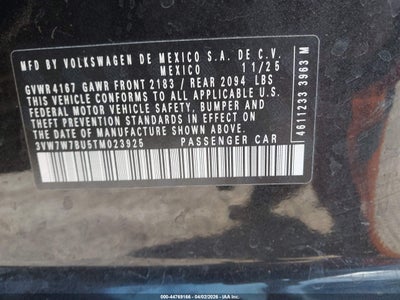 MFD BY VOLKSWAGEN DE MEXICO S.A. DE C.V.
MEXICO 11/25
GVWR4167 GAWR FRONT 2183 / REAR 2094 LBS
THIS VEHICLE CONFORMS TO ALL APPLICABLE
FEDERAL MOTOR VEHICLE SAFETY, BUMPER AND
THEFT PREVENTION STANDARDS IN EFFECT ON
THE DATE OF MANUFACTURE SHOWN ABOVE.
3VW7W7BU5TM023925 PASSENGER CAR
4611233 3963 M
000-44769166 - 04/02/2026 - IAA Inc.